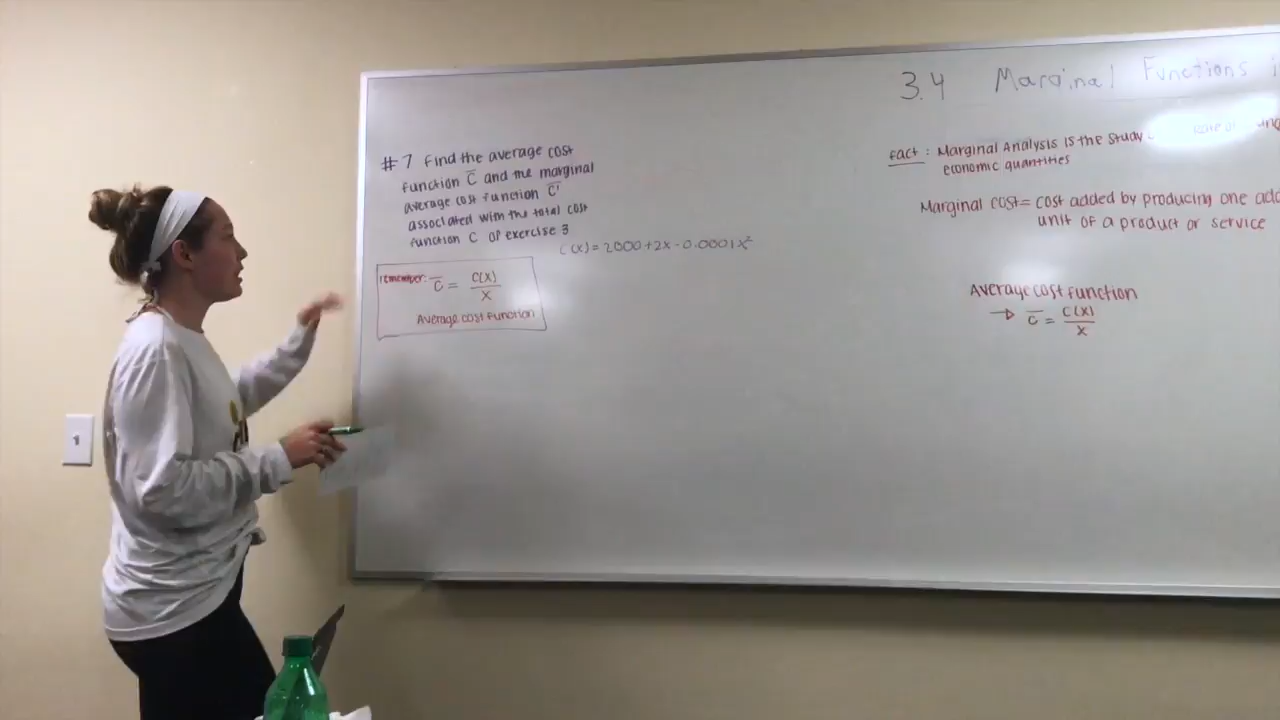 #7 Find the average cost
function C̅ and the marginal
average cost function C̅'
associated with the total cost
function C of exercise 3
C(x) = 2000 + 2x - 0.0001x²
remember: C̅ = C(x)/x
Average cost function
3.4 Marginal Functions
fact: Marginal Analysis is the study
economic quantities
Marginal cost = cost added by producing one
unit of a product or service
Average cost function
→ C̅ = C(x)/x